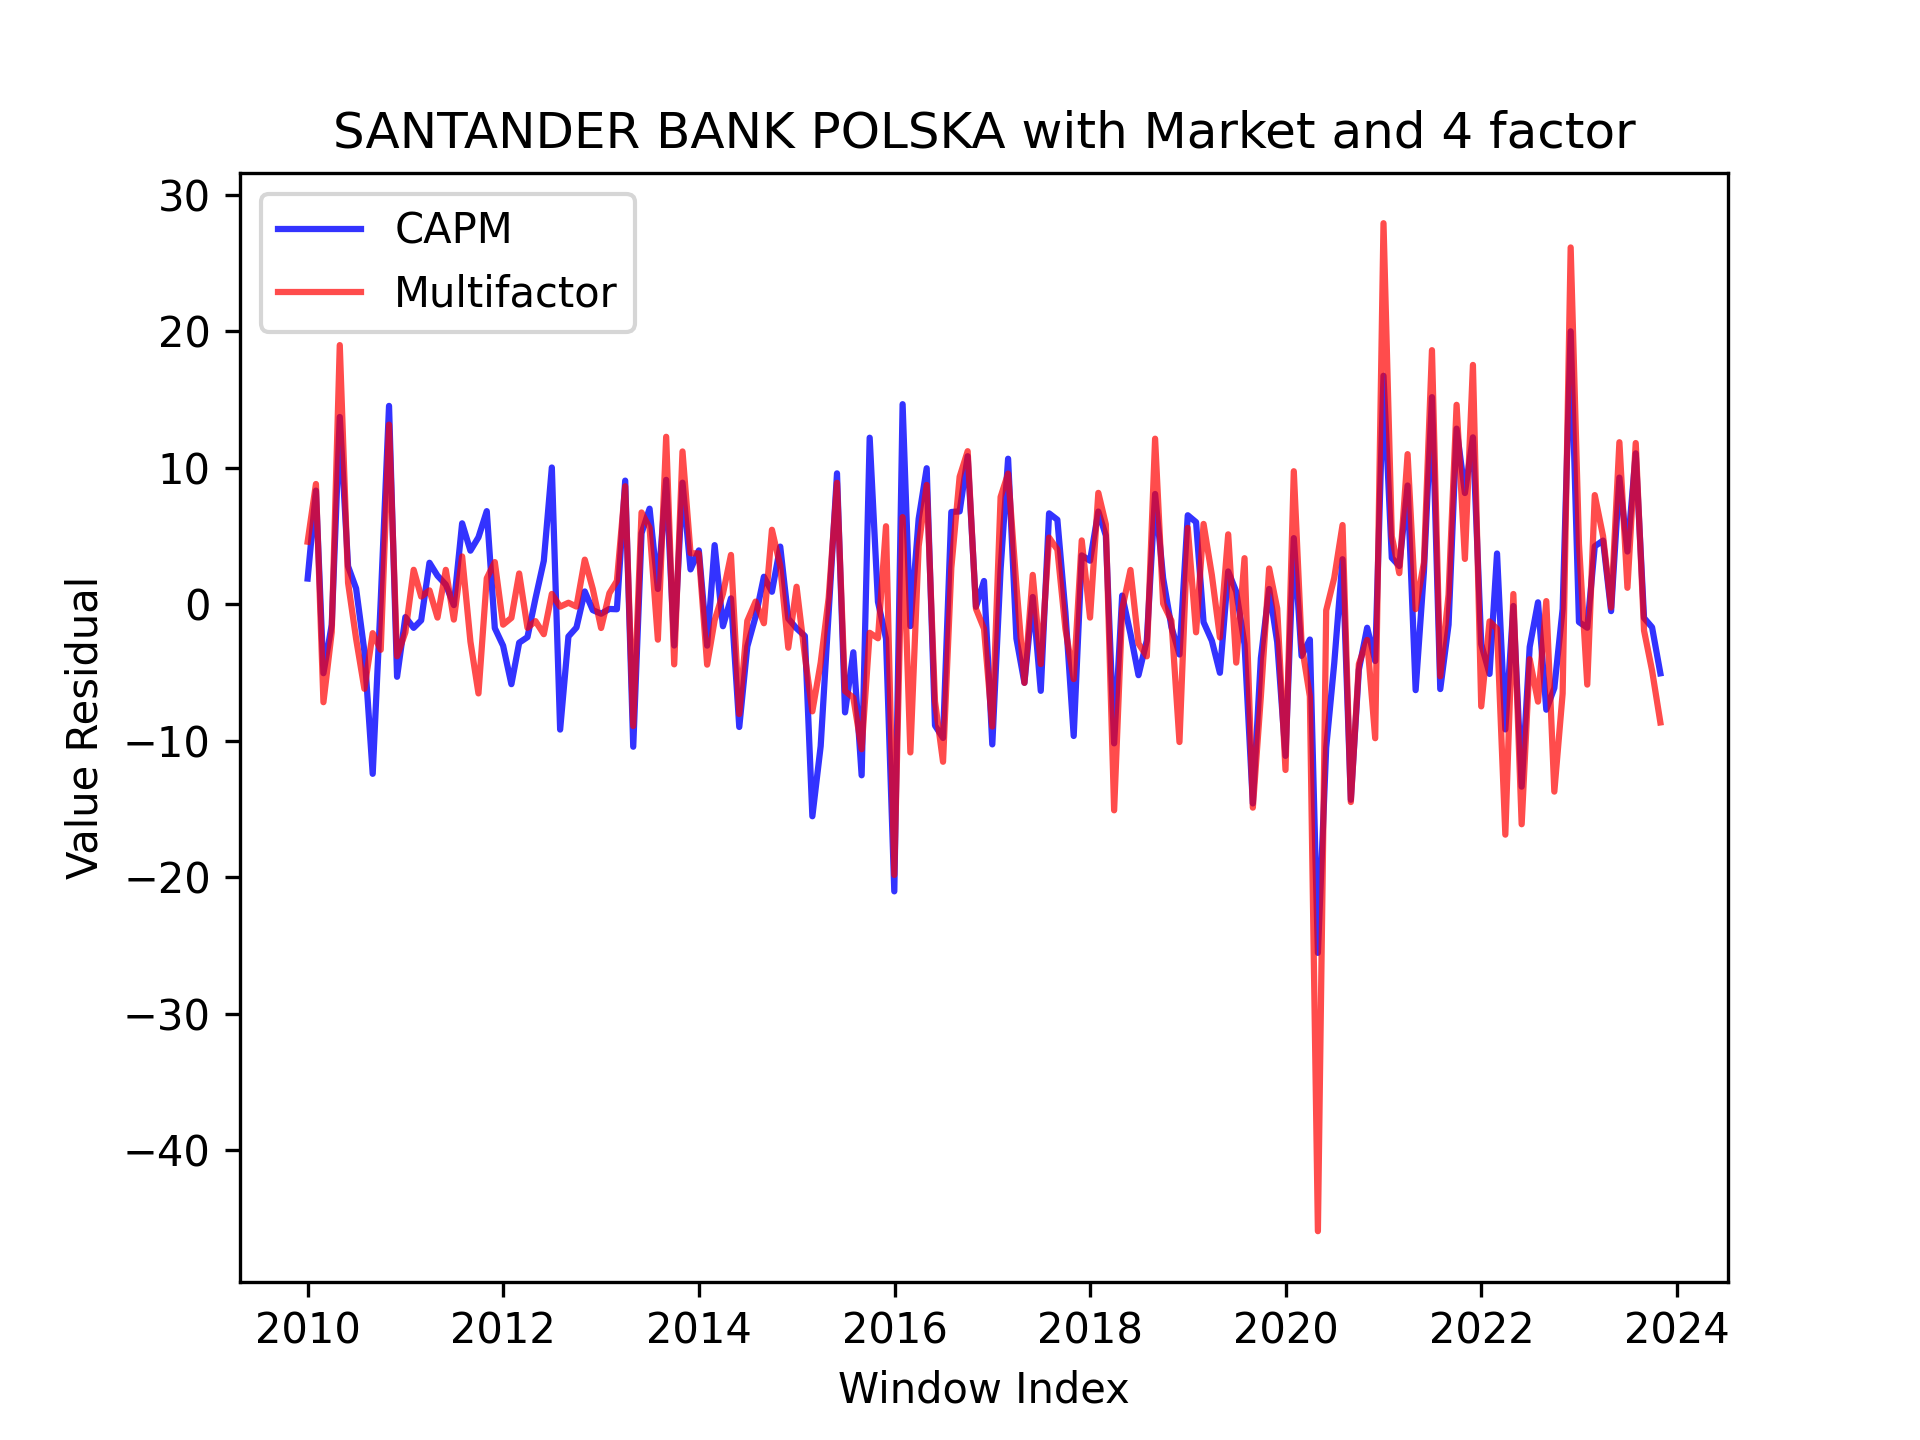 SANTANDER BANK POLSKA with Market and 4 factor
30
20
10
0
−10
−20
−30
−40
Value Residual
CAPM
Multifactor
2010 2012 2014 2016 2018 2020 2022 2024
Window Index